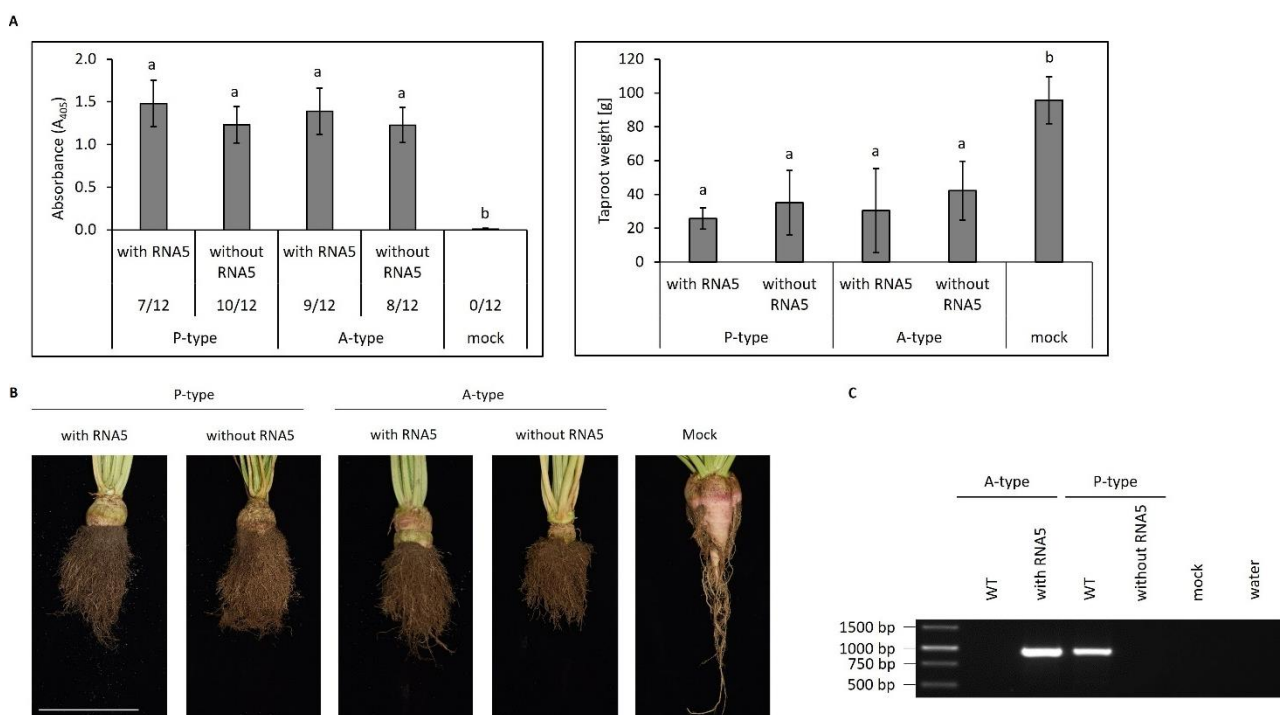 A
2.0
1.5
1.0
0.5
0.0
Absorbance (A405)
a
a
a
a
b
with RNA5
without RNA5
with RNA5
without RNA5
7/12
10/12
9/12
8/12
0/12
P-type
A-type
mock
120
100
80
60
40
20
0
Taproot weight [g]
a
a
a
a
b
with RNA5
without RNA5
with RNA5
without RNA5
P-type
A-type
mock
B
P-type
A-type
with RNA5
without RNA5
with RNA5
without RNA5
Mock
C
A-type
P-type
WT
with RNA5
WT
without RNA5
mock
water
1500 bp
1000 bp
750 bp
500 bp